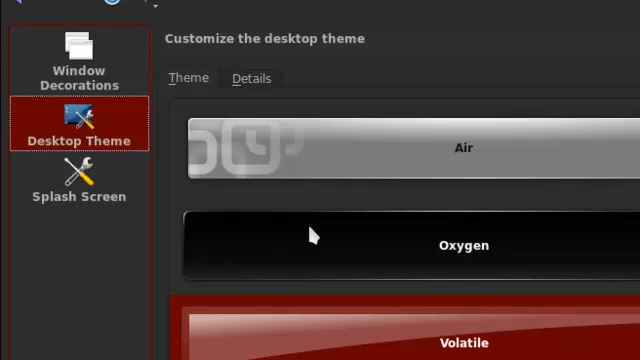 Customize the desktop theme
Window
Decorations
Desktop Theme
Splash Screen
Theme
Details
Air
Oxygen
Volatile